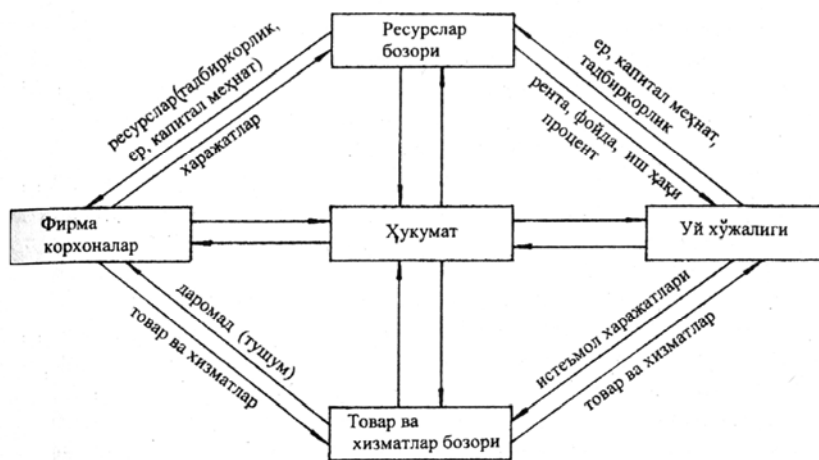 Ресурслар
бозори
ресурслар(тадбиркорлик,
ер, капитал меҳнат)
харажатлар
ер, капитал меҳнат,
тадбиркорлик
рента, фойда, иш ҳақи
процент
Фирма
корхоналар
Ҳукумат
Уй хўжалиги
даромад (тушум)
товар ва хизматлар
истеъмол харажатлари
товар ва хизматлар
Товар ва
хизматлар бозори